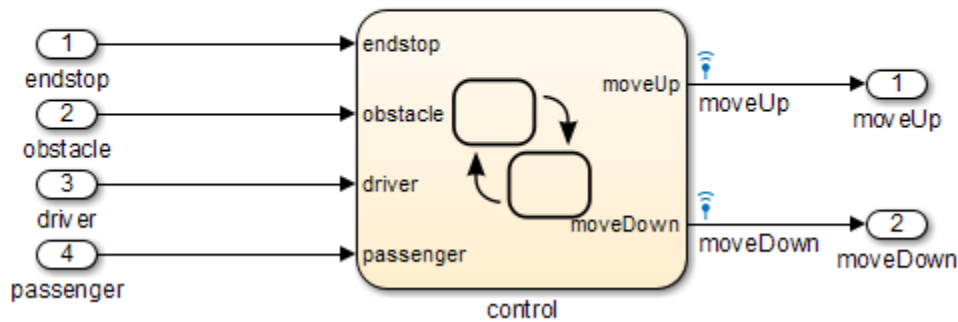 1
endstop
2
obstacle
3
driver
4
passenger
endstop
obstacle
driver
passenger
moveUp
moveDown
control
moveUp
moveDown
1
moveUp
2
moveDown